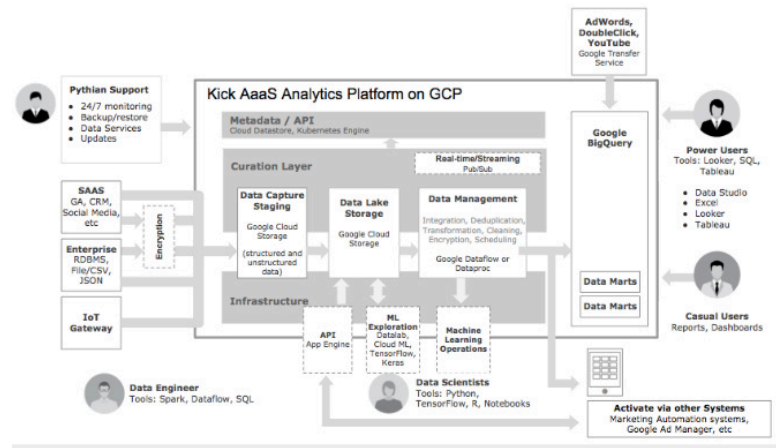 AdWords,
DoubleClick,
YouTube
Google Transfer
Service
Pythian Support
• 24/7 monitoring
• Backup/restore
• Data Services
• Updates
Kick AaaS Analytics Platform on GCP
Metadata / API
Cloud Datastore, Kubernetes Engine
Curation Layer
Real-time/Streaming
Pub/Sub
Google
BigQuery
Power Users
Tools: Looker, SQL,
Tableau
• Data Studio
• Excel
• Looker
• Tableau
SAAS
GA, CRM,
Social Media,
etc
Enterprise
RDBMS,
File/CSV,
JSON
IoT
Gateway
Encryption
Data Capture
Staging
Google Cloud
Storage
(structured and
unstructured
data)
Data Lake
Storage
Google Cloud
Storage
Data Management
Integration, Deduplication,
Transformation, Cleaning,
Encryption, Scheduling
Google Dataflow or
Dataproc
Data Marts
Data Marts
Casual Users
Reports, Dashboards
Infrastructure
API
App Engine
ML
Exploration
Datalab,
Cloud ML,
TensorFlow,
Keras
Machine
Learning
Operations
Data Engineer
Tools: Spark, Dataflow, SQL
Data Scientists
Tools: Python,
TensorFlow, R, Notebooks
Activate via other Systems
Marketing Automation systems,
Google Ad Manager, etc